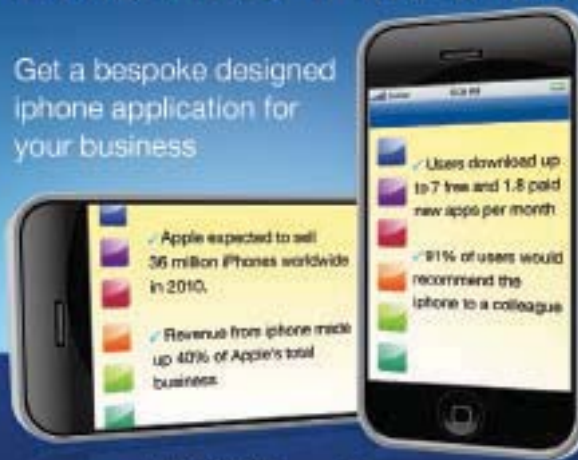 Get a bespoke designed
iphone application for
your business
✓Apple expected to sell
36 million iPhones worldwide
in 2010.
✓Revenue from iphone made
up 40% of Apple's total
business
✓Users download up
to 7 free and 1.8 paid
new apps per month
✓91% of users would
recommend the
iphone to a colleague